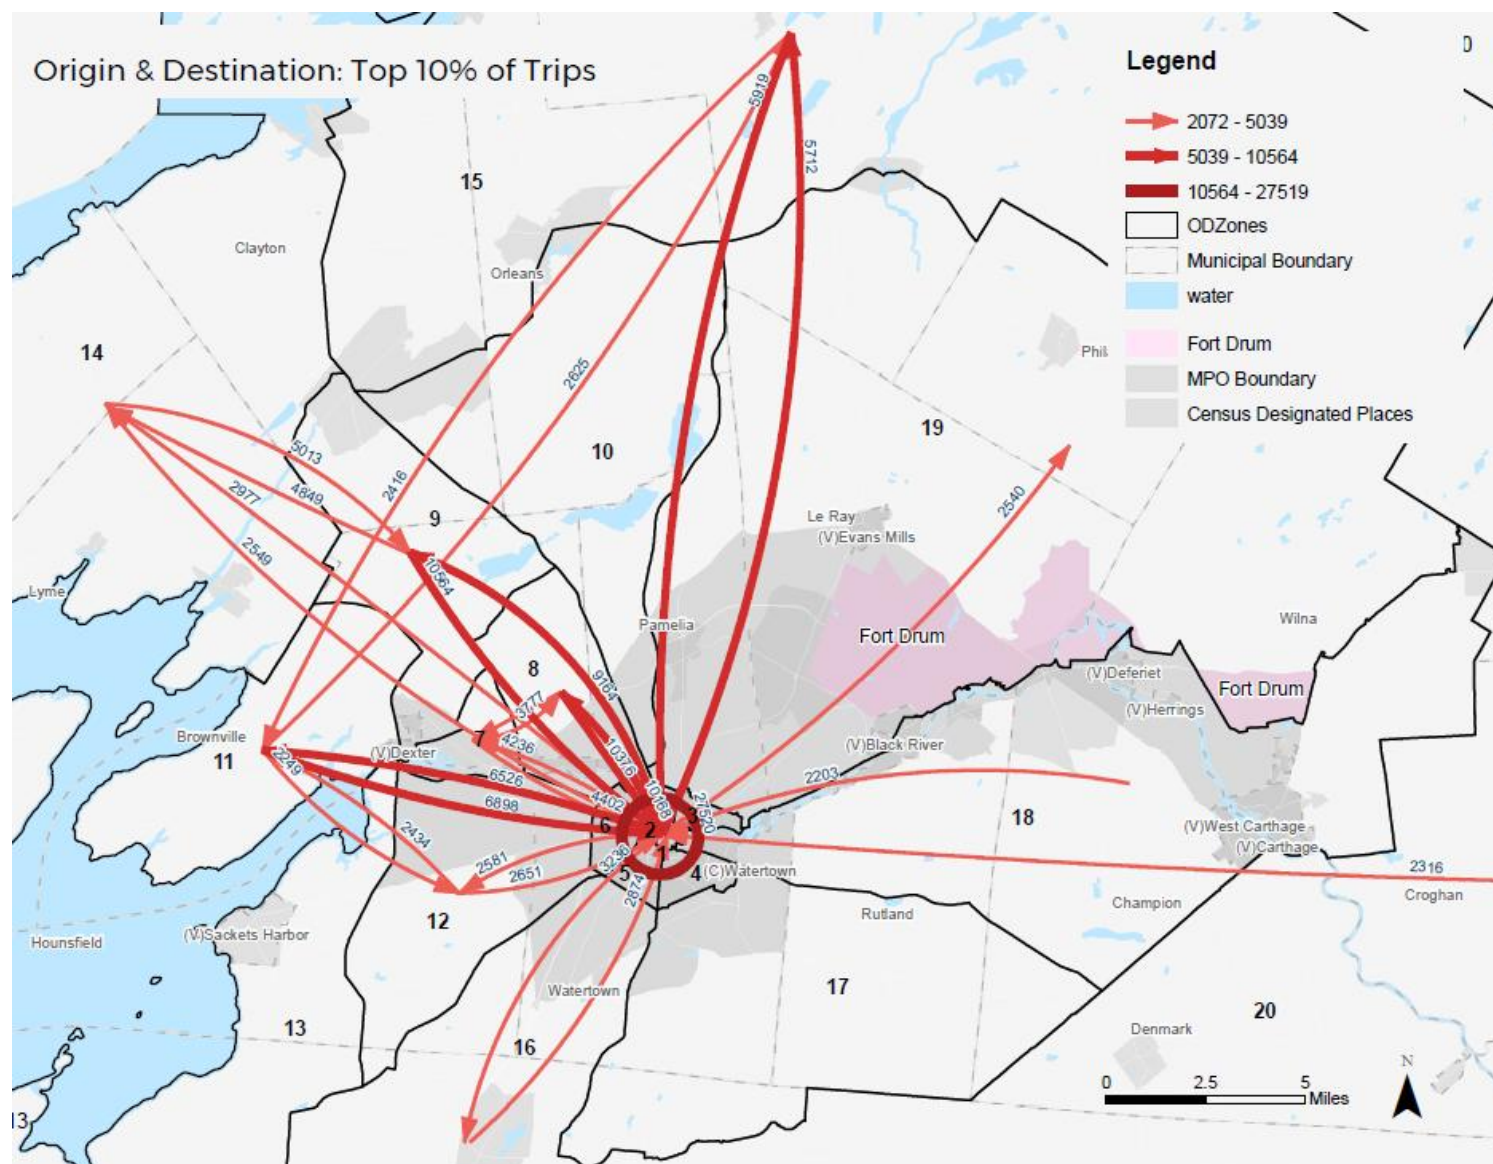 Origin & Destination: Top 10% of Trips
Legend
2072 - 5039
5039 - 10564
10564 - 27519
ODZones
Municipal Boundary
water
Fort Drum
MPO Boundary
Census Designated Places
0
5919
5712
15
Clayton
Orleans
14
2625
Phil
19
10
5013
4849
2977
2416
2549
9
2540
Le Ray
(V)Evans Mills
10564
Lyme
Pamelia
Fort Drum
Wilna
8
(V)Deferiet
Fort Drum
9164
3777
(V)Herrings
Brownville
11
2249
(V)Dexter
7
4236
10376
(V)Black River
6526
6898
4402
10168
27520
2203
6
2
3
1
5
4
(C)Watertown
18
(V)West Carthage
(V)Carthage
2434
2581
2651
3236
2874
2316
Croghan
12
Rutland
Champion
Hounsfield
(V)Sackets Harbor
Watertown
17
20
13
16
Denmark
N
0
2.5
5
Miles
13